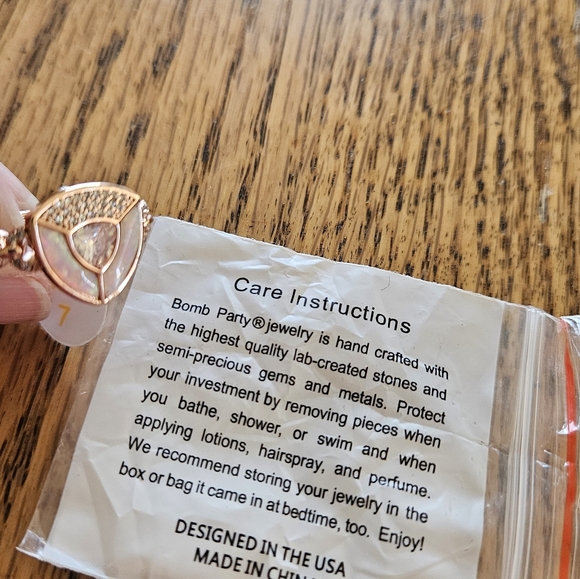 7
Care Instructions
Bomb Party® jewelry is hand crafted with
the highest quality lab-created stones and
semi-precious gems and metals. Protect
your investment by removing pieces when
you bathe, shower, or swim and when
applying lotions, hairspray, and perfume.
We recommend storing your jewelry in the
box or bag it came in at bedtime, too. Enjoy!
DESIGNED IN THE USA
MADE IN